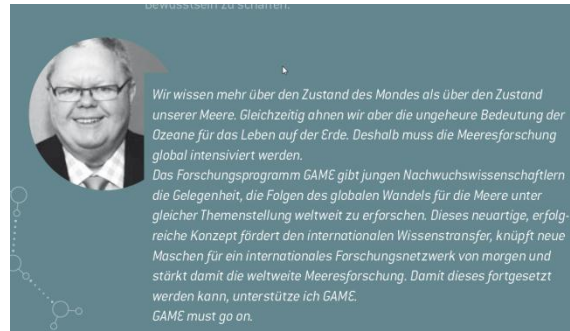 bewusstsein zu schaffen.
Wir wissen mehr über den Zustand des Mondes als über den Zustand
unserer Meere. Gleichzeitig ahnen wir aber die ungeheure Bedeutung der
Ozeane für das Leben auf der Erde. Deshalb muss die Meeresforschung
global intensiviert werden.
Das Forschungsprogramm GAME gibt jungen Nachwuchswissenschaftlern
die Gelegenheit, die Folgen des globalen Wandels für die Meere unter
gleicher Themenstellung weltweit zu erforschen. Dieses neuartige, erfolg-
reiche Konzept fördert den internationalen Wissenstransfer, knüpft neue
Maschen für ein internationales Forschungsnetzwerk von morgen und
stärkt damit die weltweite Meeresforschung. Damit dieses fortgesetzt
werden kann, unterstütze ich GAME.
GAME must go on.